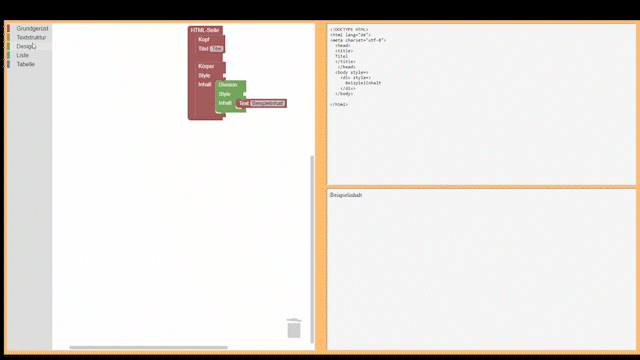 Grundgerüst
Textstruktur
Design
Liste
Tabelle
HTML-Seite
Kopf
Titel Titel
Körper
Style
Inhalt Division
Style
Inhalt Text Beispielinhalt
<!DOCTYPE HTML>
<html lang="de">
<meta charset="utf-8">
<head>
<title>
Titel
</title>
</head>
<body style=>
<div style=>
Beispielinhalt
</div>
</body>
</html>
Beispielinhalt